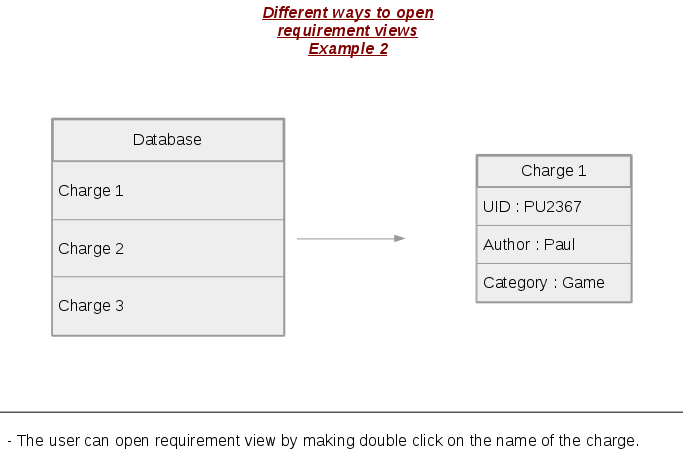 Different ways to open
requirement views
Example 2
Database
Charge 1
Charge 2
Charge 3
Charge 1
UID : PU2367
Author : Paul
Category : Game
- The user can open requirement view by making double click on the name of the charge.